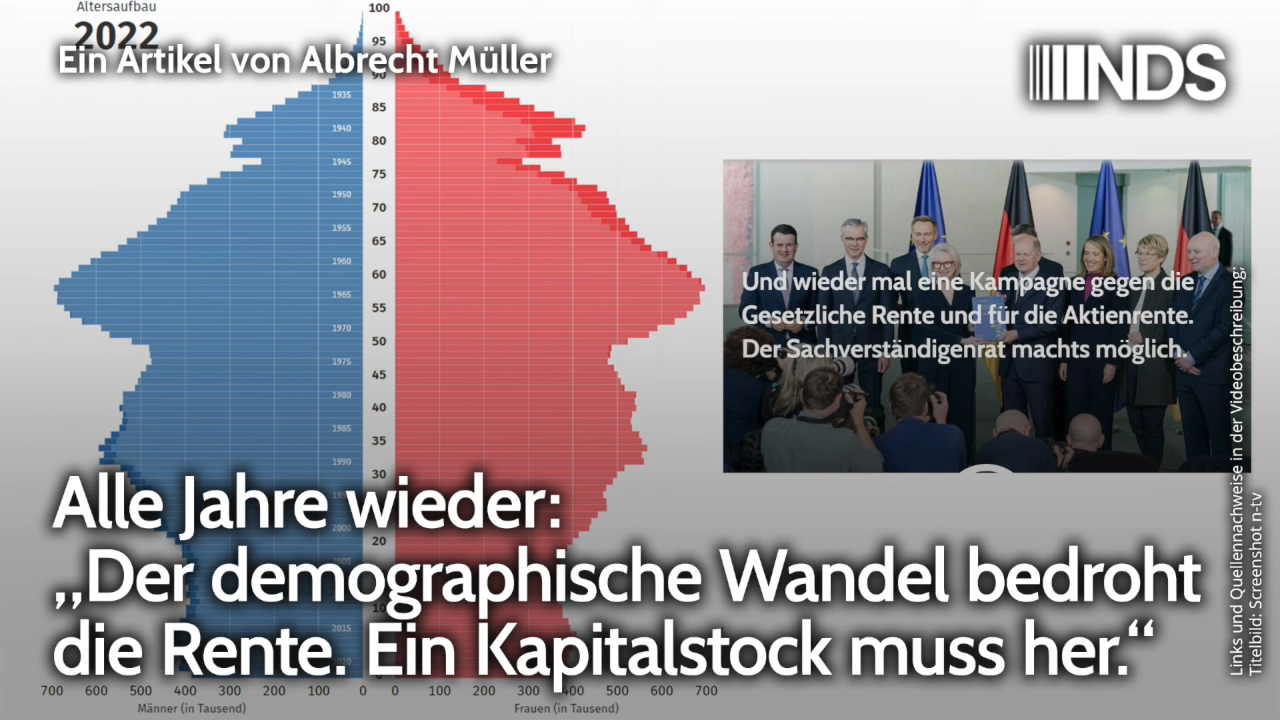 Altersaufbau
2022
Ein Artikel von Albrecht Müller
NDS
100
95
90
85
80
75
70
65
60
55
50
45
40
35
30
20
10
1935
1940
1945
1950
1955
1960
1965
1970
1975
1980
1985
1990
2000
2005
2015
2020
Und wieder mal eine Kampagne gegen die
Gesetzliche Rente und für die Aktienrente.
Der Sachverständigenrat machts möglich.
Alle Jahre wieder:
„Der demographische Wandel bedroht
die Rente. Ein Kapitalstock muss her.“
700 600 500 400 300 200 100 0 0 100 200 300 400 500 600 700
Männer (in Tausend) Frauen (in Tausend)
Links und Quellennachweise in der Videobeschreibung;
Titelbild: Screenshot n-tv